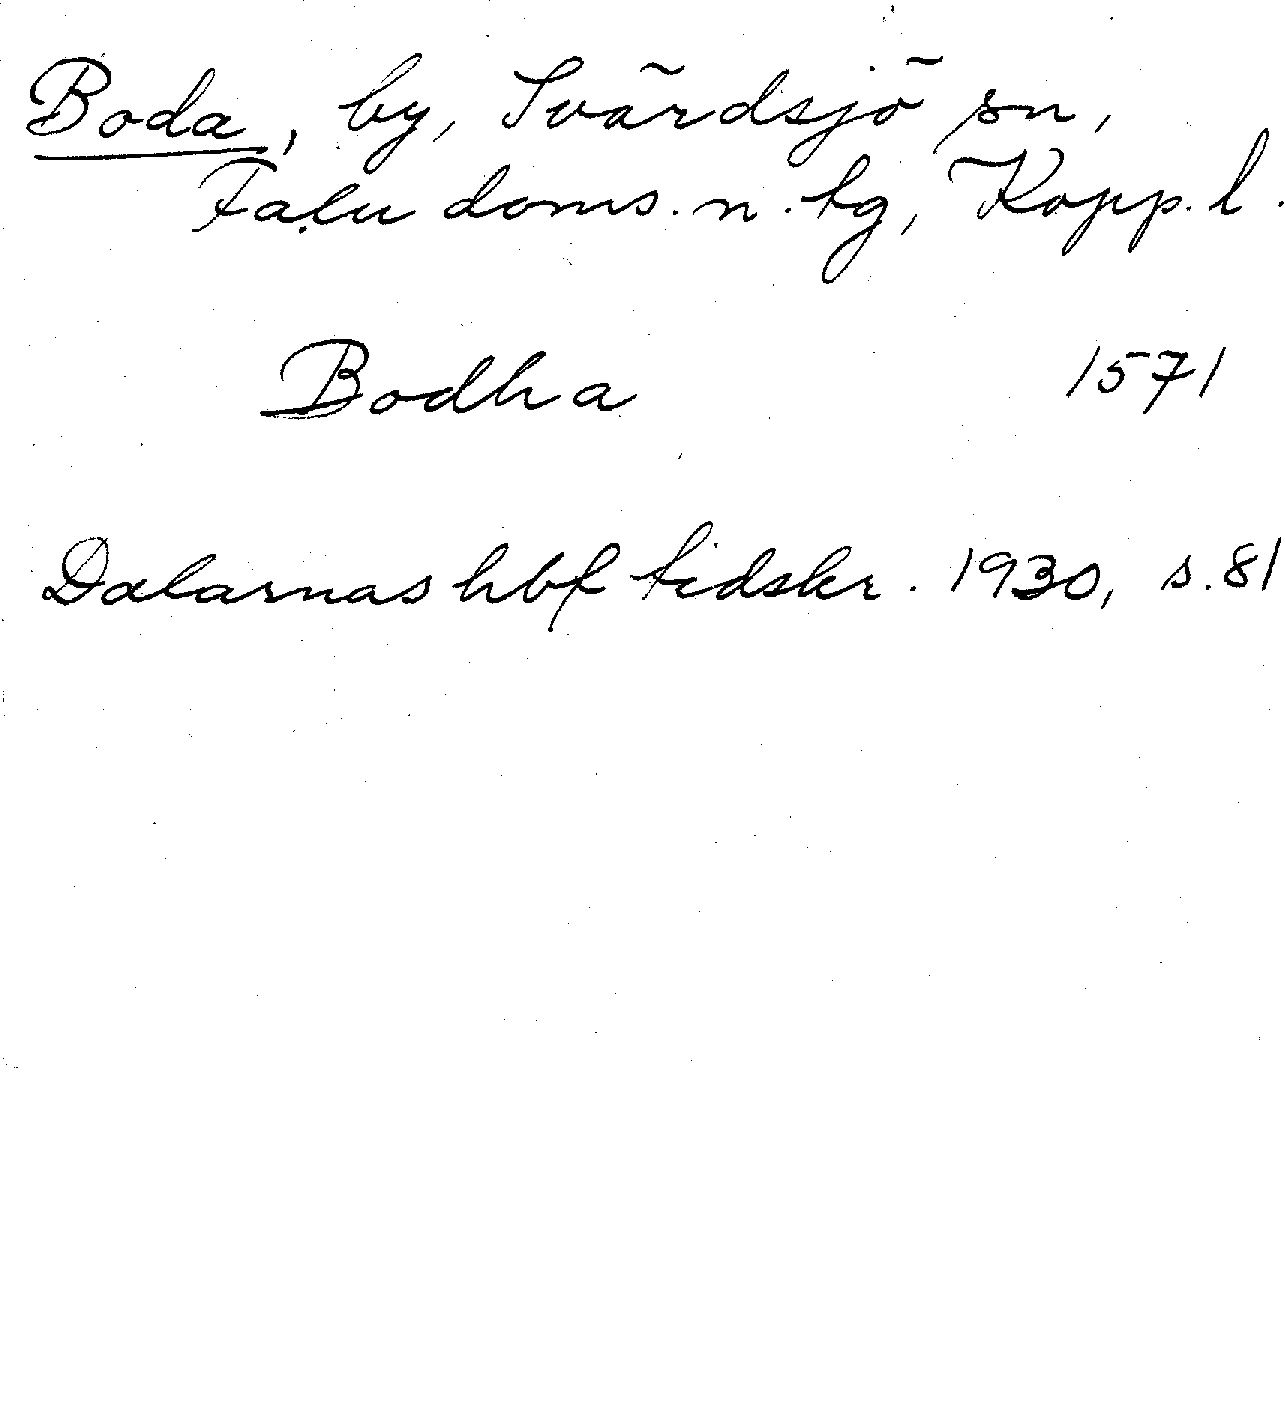 Boda, by, Svärdsjö sn,
Falu doms. n. tg, Kopp. l.
Bodha 1571
Dalarnas hbf tidskr. 1930, s. 81